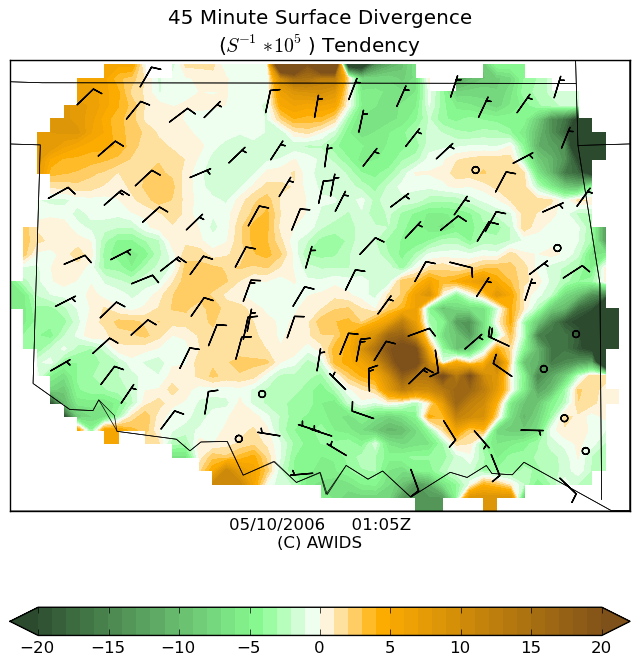 45 Minute Surface Divergence
(S⁻¹ * 10⁵ ) Tendency
05/10/2006 01:05Z
(C) AWIDS
−20 −15 −10 −5 0 5 10 15 20